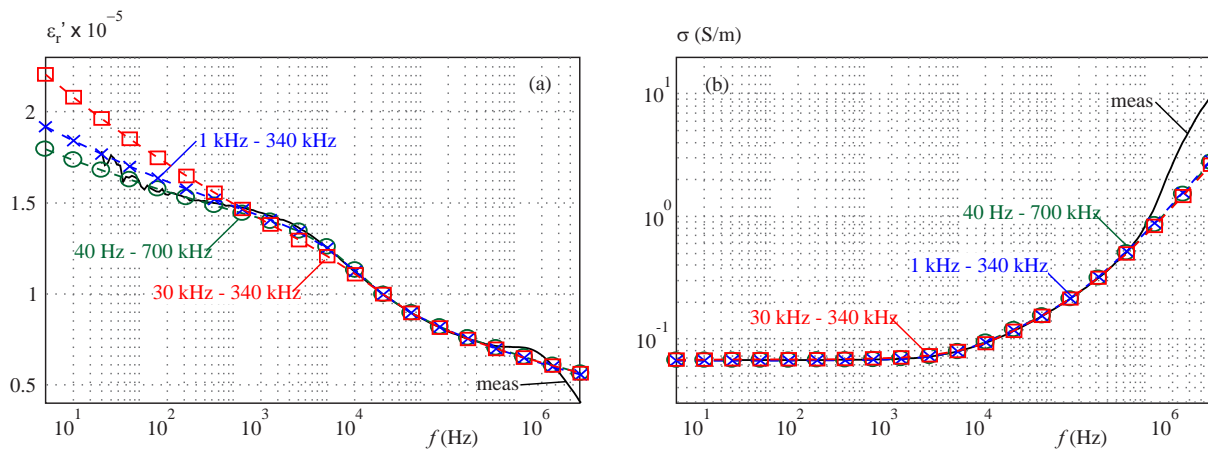 εr' x 10^-5
(a)
2
1.5
1
0.5
1 kHz - 340 kHz
40 Hz - 700 kHz
30 kHz - 340 kHz
meas
10^1
10^2
10^3
10^4
10^6
f (Hz)
σ (S/m)
(b)
meas
10^1
10^0
10^-1
40 Hz - 700 kHz
1 kHz - 340 kHz
30 kHz - 340 kHz
10^1
10^2
10^3
10^4
10^6
f (Hz)